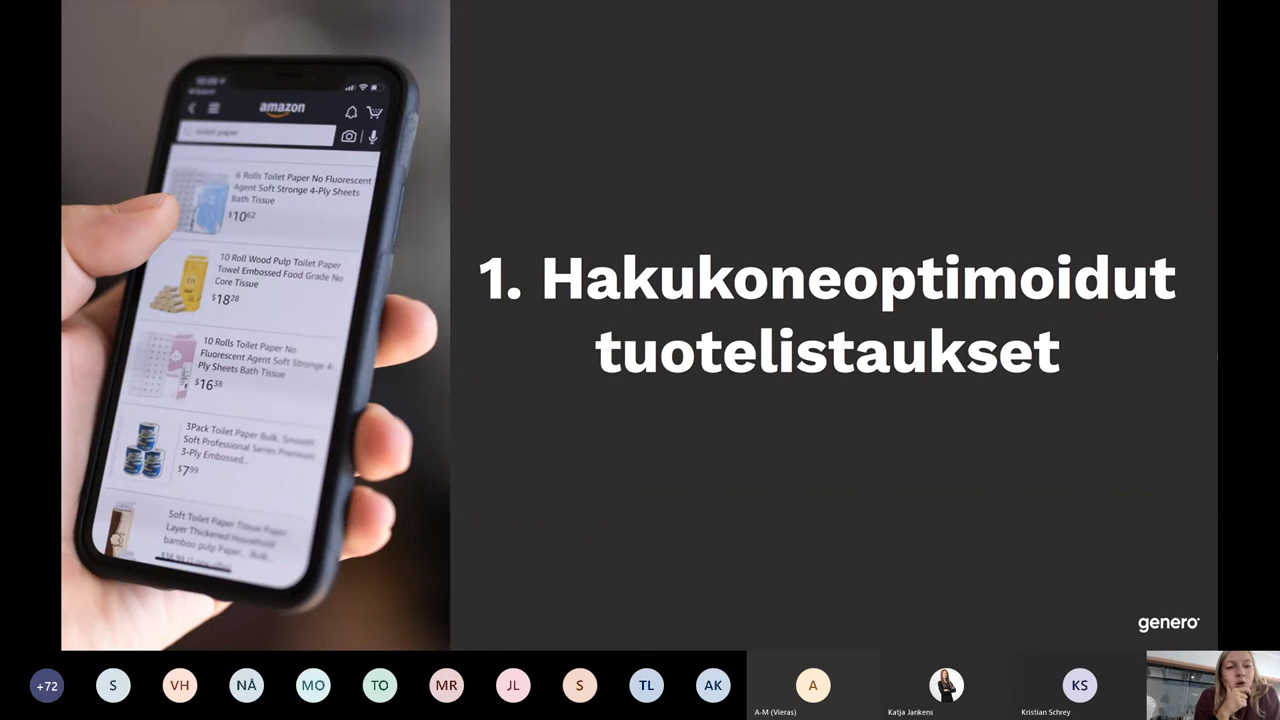 amazon
toilet paper
6 Rolls Toilet Paper No Fluorescent
Agent Soft Stronge 4-Ply Sheets
Bath Tissue
$10.62
10 Roll Wood Pulp Toilet Paper
Towel Embossed Food Grade No
Core Tissue
$18.28
10 Rolls Toilet Paper No
Fluorescent Agent Soft Stronge 4-
Ply Sheets Bath Tissue
$16.38
3Pack Toilet Paper Bulk, Smooth
Soft Professional Series Premium
3-Ply Embossed...
$7.99
Soft Toilet Paper Tissue Paper
Layer Thickened Household
bamboo pulp Paper, Bulk...
1. Hakukoneoptimoidut
tuotelistaukset
genero
+72
S
VH
NÅ
MO
TO
MR
JL
S
TL
AK
A
KS
A-M (Vieras)
Katja Jankens
Kristian Schrey